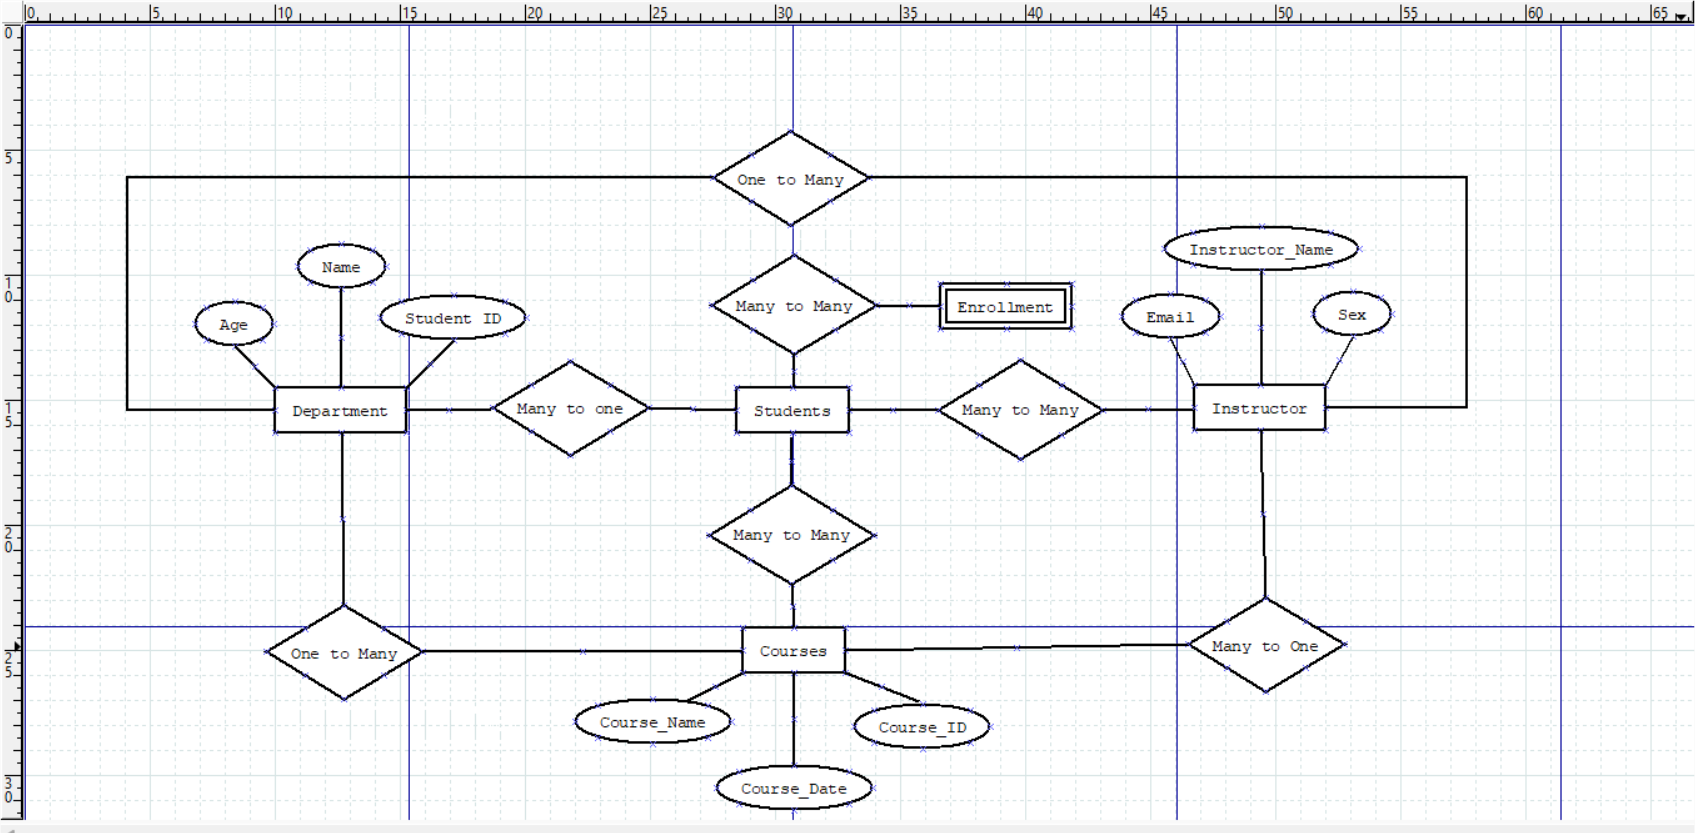 0 5 10 15 20 25 30 35 40 45 50 55 60 65
0
5
10
15
20
25
30
One to Many
Name
Instructor_Name
Age
Student ID
Many to Many
Enrollment
Email
Sex
Department
Many to one
Students
Many to Many
Instructor
Many to Many
One to Many
Courses
Many to One
Course_Name
Course_ID
Course_Date